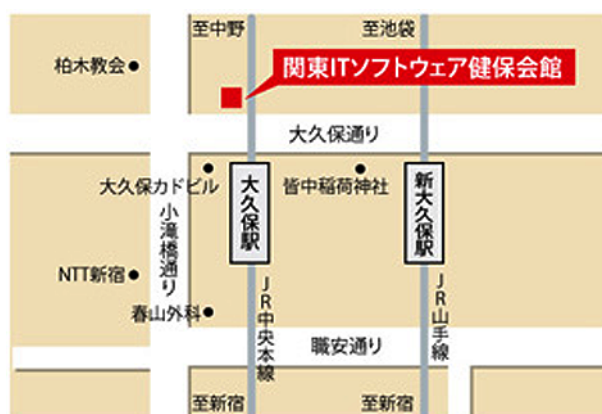 至中野
至池袋
柏木教会
関東ITソフトウェア健保会館
大久保通り
大久保カドビル
大久保駅
皆中稲荷神社
新大久保駅
小滝橋通り
NTT新宿
春山外科
JR中央本線
JR山手線
職安通り
至新宿
至新宿